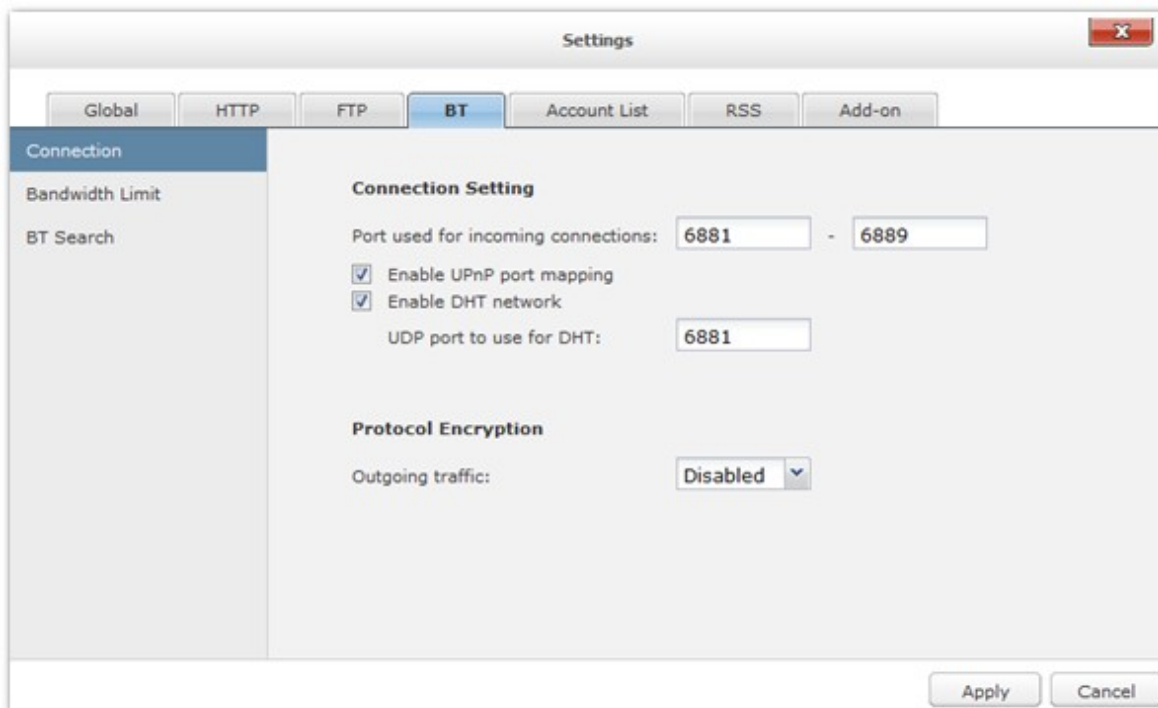 Settings
x
Global HTTP FTP BT Account List RSS Add-on
Connection
Bandwidth Limit
BT Search
Connection Setting
Port used for incoming connections: 6881 - 6889
Enable UPnP port mapping
Enable DHT network
UDP port to use for DHT: 6881
Protocol Encryption
Outgoing traffic: Disabled
Apply Cancel